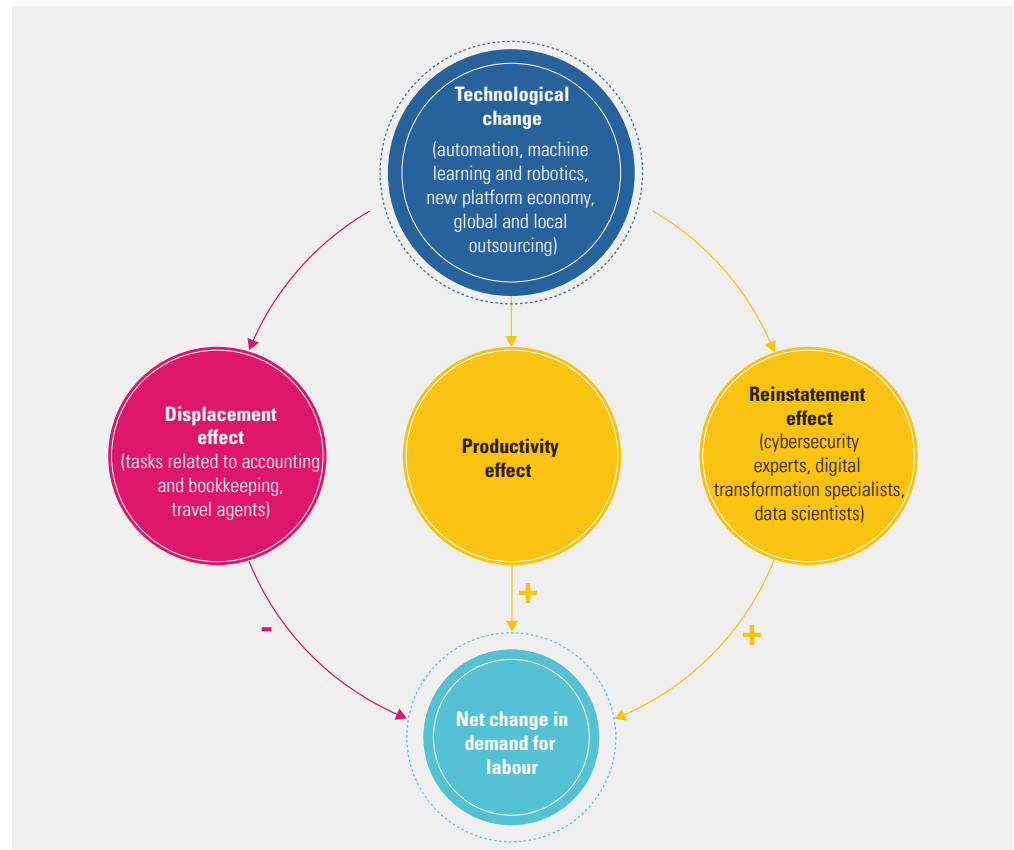 Technological
change
(automation, machine
learning and robotics,
new platform economy,
global and local
outsourcing)
Displacement
effect
(tasks related to accounting
and bookkeeping,
travel agents)
Productivity
effect
Reinstatement
effect
(cybersecurity
experts, digital
transformation specialists,
data scientists)
-
+
+
Net change in
demand for
labour